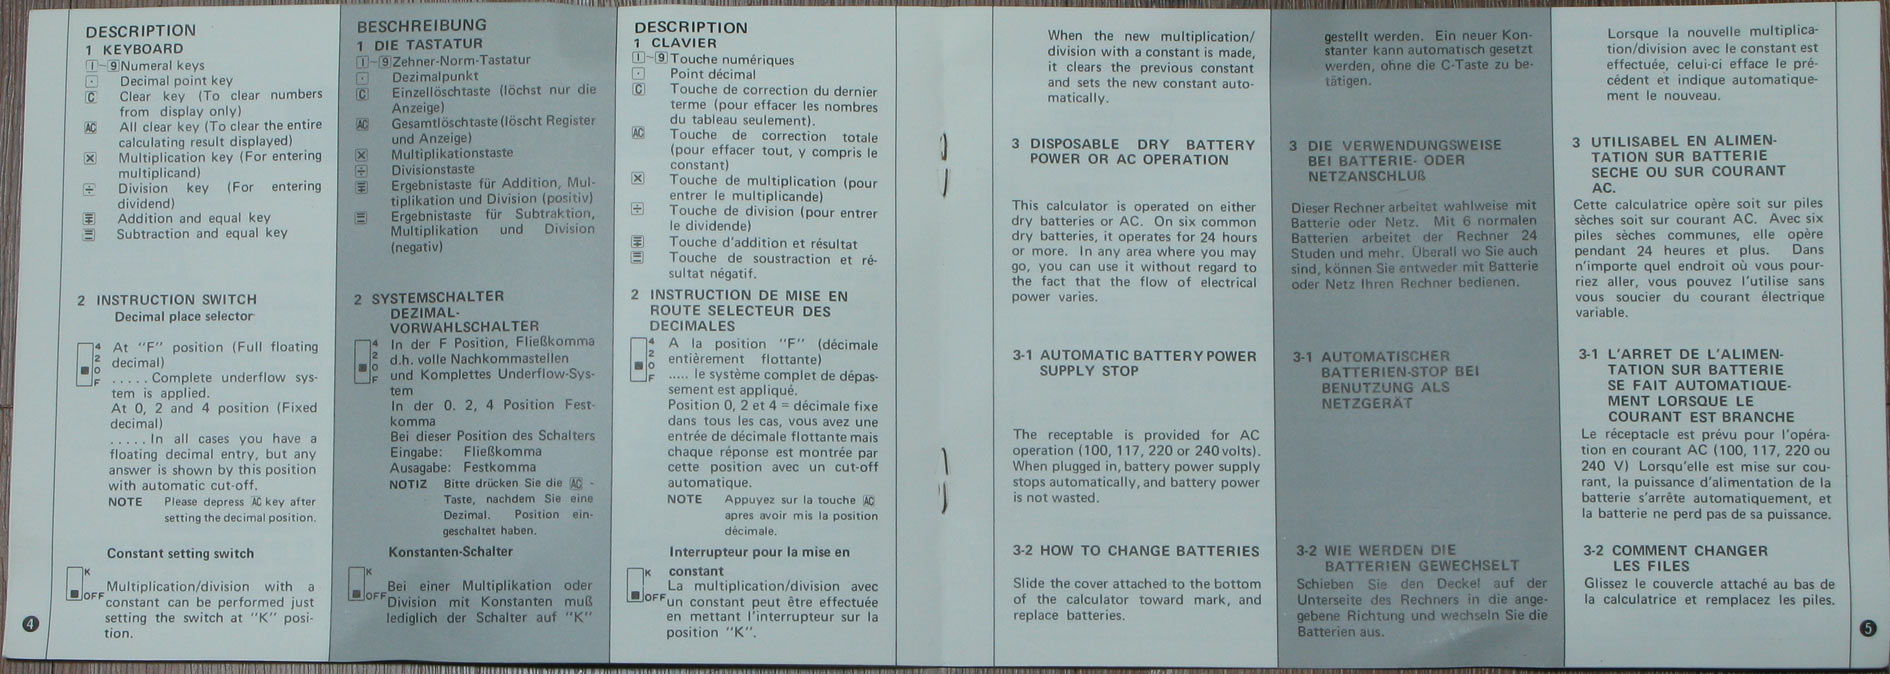 DESCRIPTION
1 KEYBOARD
1~9 Numeral keys
· Decimal point key
C Clear key (To clear numbers
from display only)
AC All clear key (To clear the entire
calculating result displayed)
× Multiplication key (For entering
multiplicand)
÷ Division key (For entering
dividend)
Addition and equal key
Subtraction and equal key
2 INSTRUCTION SWITCH
Decimal place selector
4
2
0
F
At "F" position (Full floating
decimal)
..... Complete underflow sys-
tem is applied.
At 0, 2 and 4 position (Fixed
decimal)
..... In all cases you have a
floating decimal entry, but any
answer is shown by this position
with automatic cut-off.
NOTE Please depress AC key after
setting the decimal position.
Constant setting switch
K
OFF
Multiplication/division with a
constant can be performed just
setting the switch at "K" posi-
tion.
4
BESCHREIBUNG
1 DIE TASTATUR
1~9 Zehner-Norm-Tastatur
· Dezimalpunkt
C Einzellöschtaste (löchst nur die
Anzeige)
AC Gesamtlöschtaste (löscht Register
und Anzeige)
× Multiplikationstaste
÷ Divisionstaste
Ergebnistaste für Addition, Mul-
tiplikation und Division (positiv)
Ergebnistaste für Subtraktion,
Multiplikation und Division
(negativ)
2 SYSTEMSCHALTER
DEZIMAL-
VORWAHLSCHALTER
4
2
0
F
In der F Position, Fließkomma
d.h. volle Nachkommastellen
und Komplettes Underflow-Sys-
tem
In der 0. 2, 4 Position Fest-
komma
Bei dieser Position des Schalters
Eingabe: Fließkomma
Ausagabe: Festkomma
NOTIZ Bitte drücken Sie die AC -
Taste, nachdem Sie eine
Dezimal. Position ein-
geschaltet haben.
Konstanten-Schalter
K
OFF
Bei einer Multiplikation oder
Division mit Konstanten muß
lediglich der Schalter auf "K"
DESCRIPTION
1 CLAVIER
1~9 Touche numériques
· Point décimal
C Touche de correction du dernier
terme (pour effacer les nombres
du tableau seulement).
AC Touche de correction totale
(pour effacer tout, y compris le
constant)
× Touche de multiplication (pour
entrer le multiplicande)
÷ Touche de division (pour entrer
le dividende)
Touche d'addition et résultat
Touche de soustraction et ré-
sultat négatif.
2 INSTRUCTION DE MISE EN
ROUTE SELECTEUR DES
DECIMALES
4
2
0
F
A la position "F" (décimale
entièrement flottante)
..... le système complet de dépas-
sement est appliqué.
Position 0, 2 et 4 = décimale fixe
dans tous les cas, vous avez une
entrée de décimale flottante mais
chaque réponse est montrée par
cette position avec un cut-off
automatique.
NOTE Appuyez sur la touche AC
apres avoir mis la position
décimale.
Interrupteur pour la mise en
constant
K
OFF
La multiplication/division avec
un constant peut être effectuée
en mettant l'interrupteur sur la
position "K".
When the new multiplication/
division with a constant is made,
it clears the previous constant
and sets the new constant auto-
matically.
3 DISPOSABLE DRY BATTERY
POWER OR AC OPERATION
This calculator is operated on either
dry batteries or AC. On six common
dry batteries, it operates for 24 hours
or more. In any area where you may
go, you can use it without regard to
the fact that the flow of electrical
power varies.
3-1 AUTOMATIC BATTERY POWER
SUPPLY STOP
The receptable is provided for AC
operation (100, 117, 220 or 240 volts).
When plugged in, battery power supply
stops automatically, and battery power
is not wasted.
3-2 HOW TO CHANGE BATTERIES
Slide the cover attached to the bottom
of the calculator toward mark, and
replace batteries.
gestellt werden. Ein neuer Kon-
stanter kann automatisch gesetzt
werden, ohne die C-Taste zu be-
tätigen.
3 DIE VERWENDUNGSWEISE
BEI BATTERIE- ODER
NETZANSCHLUß
Dieser Rechner arbeitet wahlweise mit
Batterie oder Netz. Mit 6 normalen
Batterien arbeitet der Rechner 24
Studen und mehr. Überall wo Sie auch
sind, können Sie entweder mit Batterie
oder Netz Ihren Rechner bedienen.
3-1 AUTOMATISCHER
BATTERIEN-STOP BEI
BENUTZUNG ALS
NETZGERÄT
3-2 WIE WERDEN DIE
BATTERIEN GEWECHSELT
Schieben Sie den Deckel auf der
Unterseite des Rechners in die ange-
gebene Richtung und wechseln Sie die
Batterien aus.
Lorsque la nouvelle multiplica-
tion/division avec le constant est
effectuée, celui-ci efface le pré-
cédent et indique automatique-
ment le nouveau.
3 UTILISABEL EN ALIMEN-
TATION SUR BATTERIE
SECHE OU SUR COURANT
AC.
Cette calculatrice opère soit sur piles
sèches soit sur courant AC. Avec six
piles sèches communes, elle opère
pendant 24 heures et plus. Dans
n'importe quel endroit où vous pour-
riez aller, vous pouvez l'utilise sans
vous soucier du courant électrique
variable.
3-1 L'ARRET DE L'ALIMEN-
TATION SUR BATTERIE
SE FAIT AUTOMATIQUE-
MENT LORSQUE LE
COURANT EST BRANCHE
Le réceptacle est prévu pour l'opéra-
tion en courant AC (100, 117, 220 ou
240 V) Lorsqu'elle est mise sur cou-
rant, la puissance d'alimentation de la
batterie s'arrête automatiquement, et
la batterie ne perd pas de sa puissance.
3-2 COMMENT CHANGER
LES FILES
Glissez le couvercle attaché au bas de
la calculatrice et remplacez les piles.
5